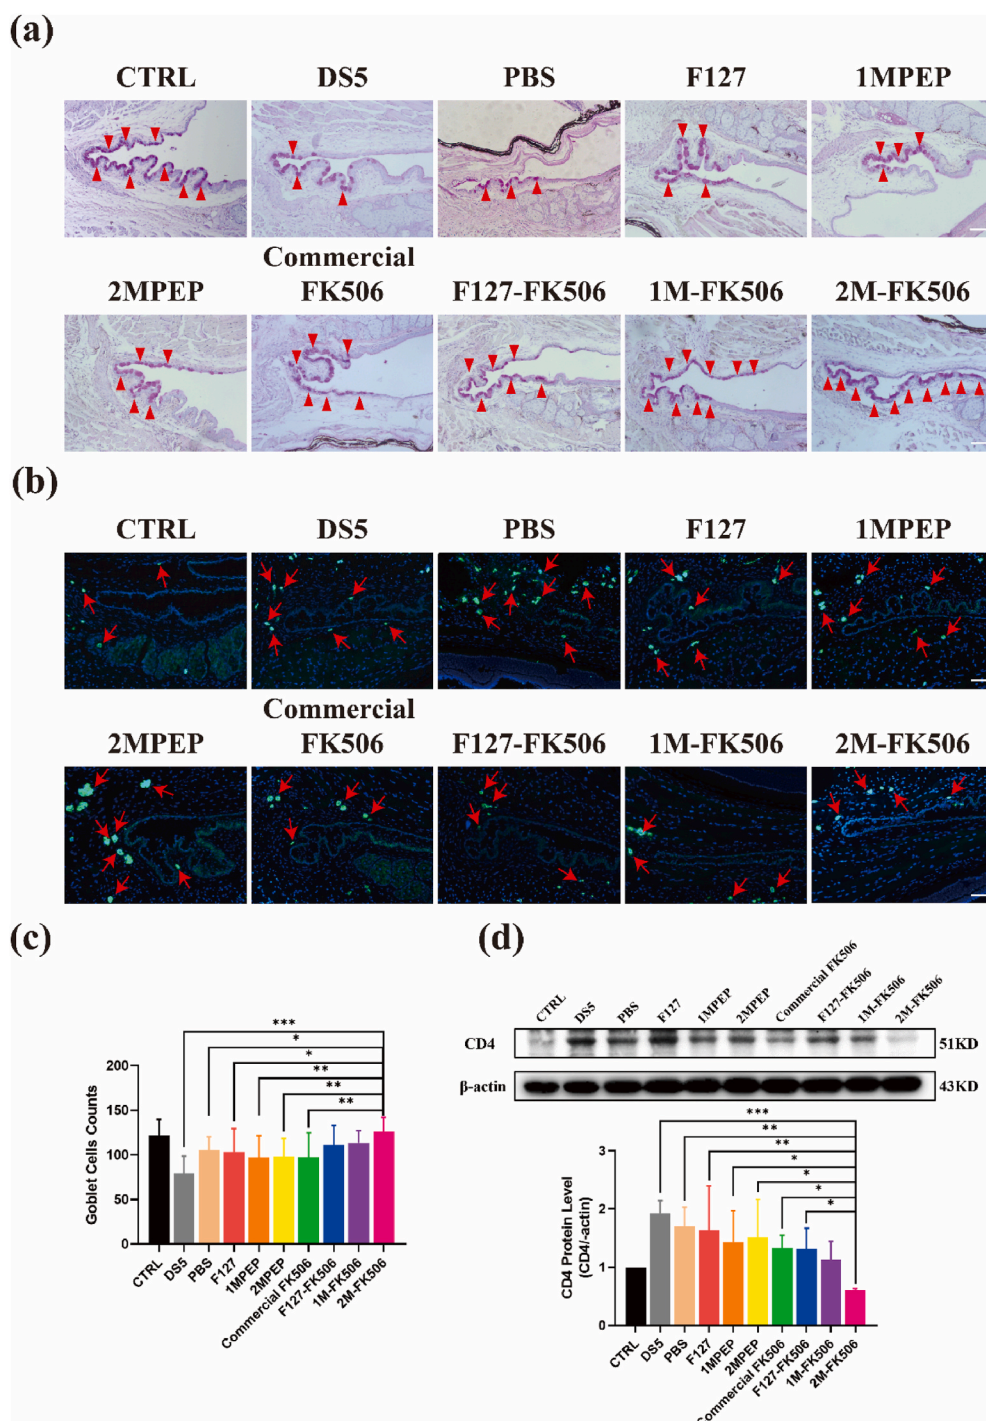 (a)
CTRL DS5 PBS F127 1MPEP
Commercial
2MPEP FK506 F127-FK506 1M-FK506 2M-FK506
(b)
CTRL DS5 PBS F127 1MPEP
Commercial
2MPEP FK506 F127-FK506 1M-FK506 2M-FK506
(c)
***
*
*
**
**
**
Goblet Cells Counts
200
150
100
50
0
CTRL
DS5
PBS
F127
1MPEP
2MPEP
Commercial FK506
F127-FK506
1M-FK506
2M-FK506
(d)
CTRL
DS5
PBS
F127
1MPEP
2MPEP
Commercial FK506
F127-FK506
1M-FK506
2M-FK506
CD4 51KD
β-actin 43KD
***
**
**
*
*
*
*
CD4 Protein Level
(CD4/-actin)
3
2
1
0
CTRL
DS5
PBS
F127
1MPEP
2MPEP
Commercial FK506
F127-FK506
1M-FK506
2M-FK506